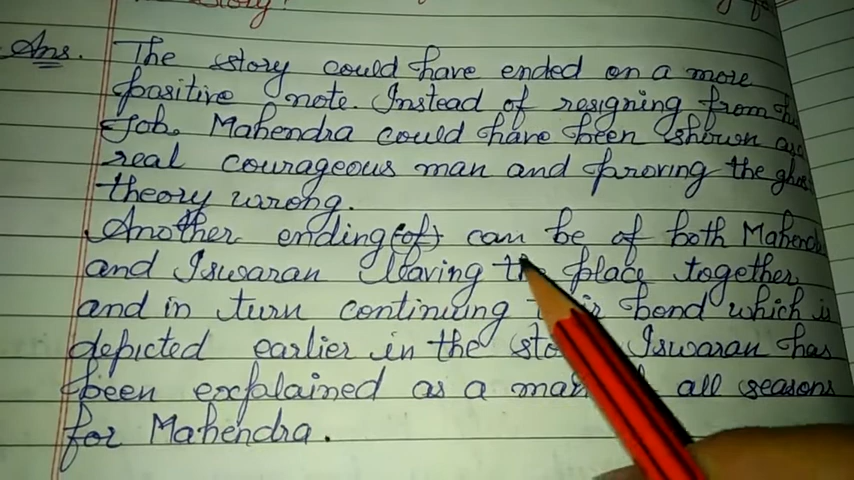 story?
Ans. The story could have ended on a more
positive note. Instead of resigning from
Job. Mahendra could have been shown as a
real courageous man and proving the
theory wrong.
Another ending (of) can be of both
and Iswaran leaving the place together
and in turn continuing bond which is
depicted earlier in the Iswaran has
been explained as a man all seasons
for Mahendra.